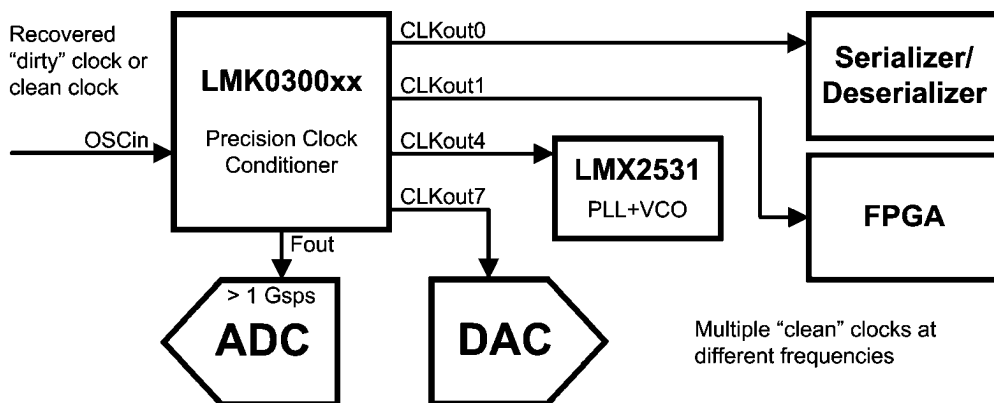 Recovered
“dirty” clock or
clean clock
OSCin
LMK0300xx
Precision Clock
Conditioner
CLKout0
CLKout1
CLKout4
CLKout7
Fout
Serializer/
Deserializer
LMX2531
PLL+VCO
FPGA
> 1 Gsps
ADC
DAC
Multiple “clean” clocks at
different frequencies